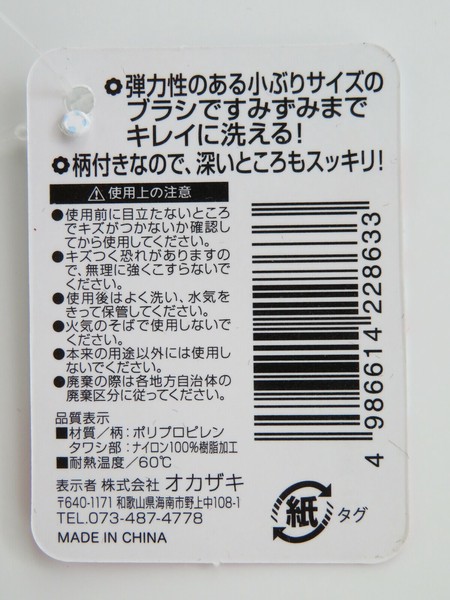 ✿弾力性のある小ぶりサイズの
ブラシですみずみまで
キレイに洗える!
✿柄付きなので、深いところもスッキリ!
⚠使用上の注意
●使用前に目立たないところ
でキズがつかないか確認し
てから使用してください。
●キズつく恐れがありますの
で、無理に強くこすらないで
ください。
●使用後はよく洗い、水気を
きって保管してください。
●火気のそばで使用しないで
ください。
●本来の用途以外には使用し
ないでください。
●廃棄の際は各地方自治体の
廃棄区分に従ってください。
品質表示
■材質/柄:ポリプロピレン
タワシ部:ナイロン100%樹脂加工
■耐熱温度/60℃
表示者 株式会社 オカザキ
〒640-1171 和歌山県海南市野上中108-1
TEL.073-487-4778
MADE IN CHINA
4 986614 228633
紙 タグ